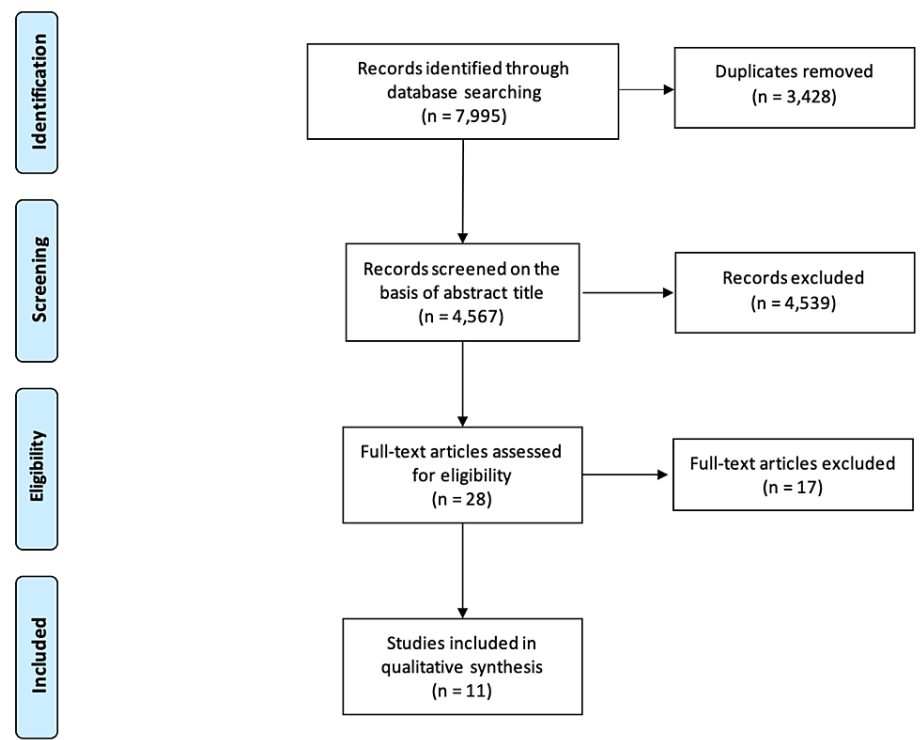 Identification
Records identified through
database searching
(n = 7,995)
Duplicates removed
(n = 3,428)
Screening
Records screened on the
basis of abstract title
(n = 4,567)
Records excluded
(n = 4,539)
Eligibility
Full-text articles assessed
for eligibility
(n = 28)
Full-text articles excluded
(n = 17)
Included
Studies included in
qualitative synthesis
(n = 11)